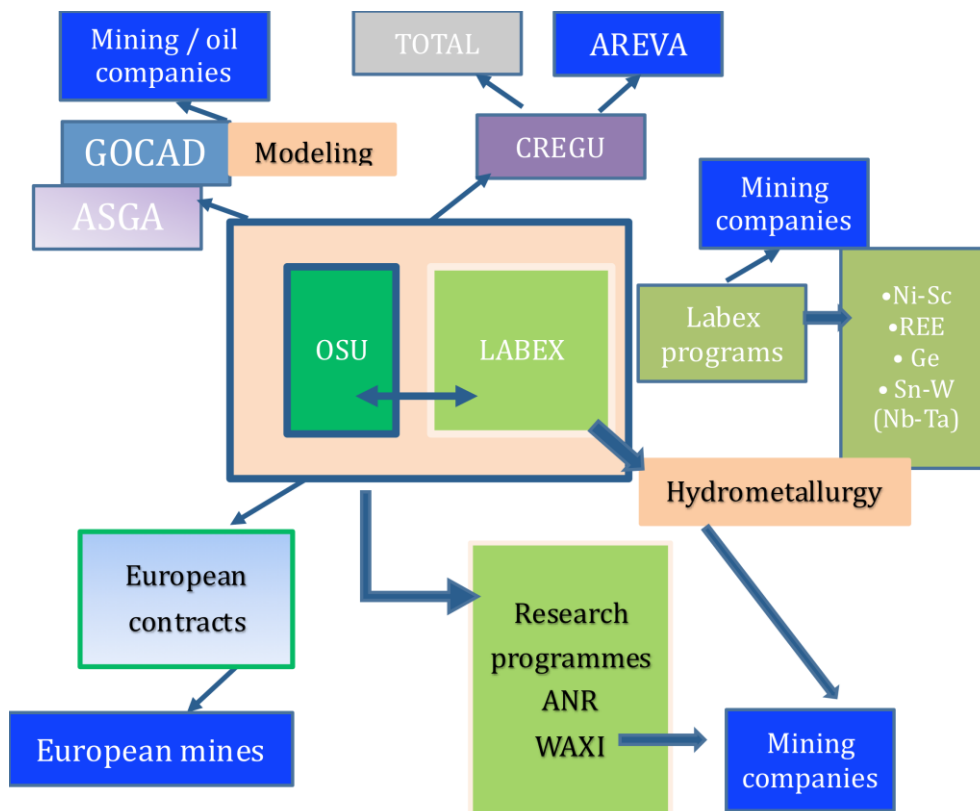 Mining / oil
companies
TOTAL
AREVA
GOCAD
Modeling
CREGU
ASGA
Mining
companies
OSU
LABEX
Labex
programs
•Ni-Sc
•REE
• Ge
• Sn-W
(Nb-Ta)
Hydrometallurgy
European
contracts
Research
programmes
ANR
WAXI
European mines
Mining
companies